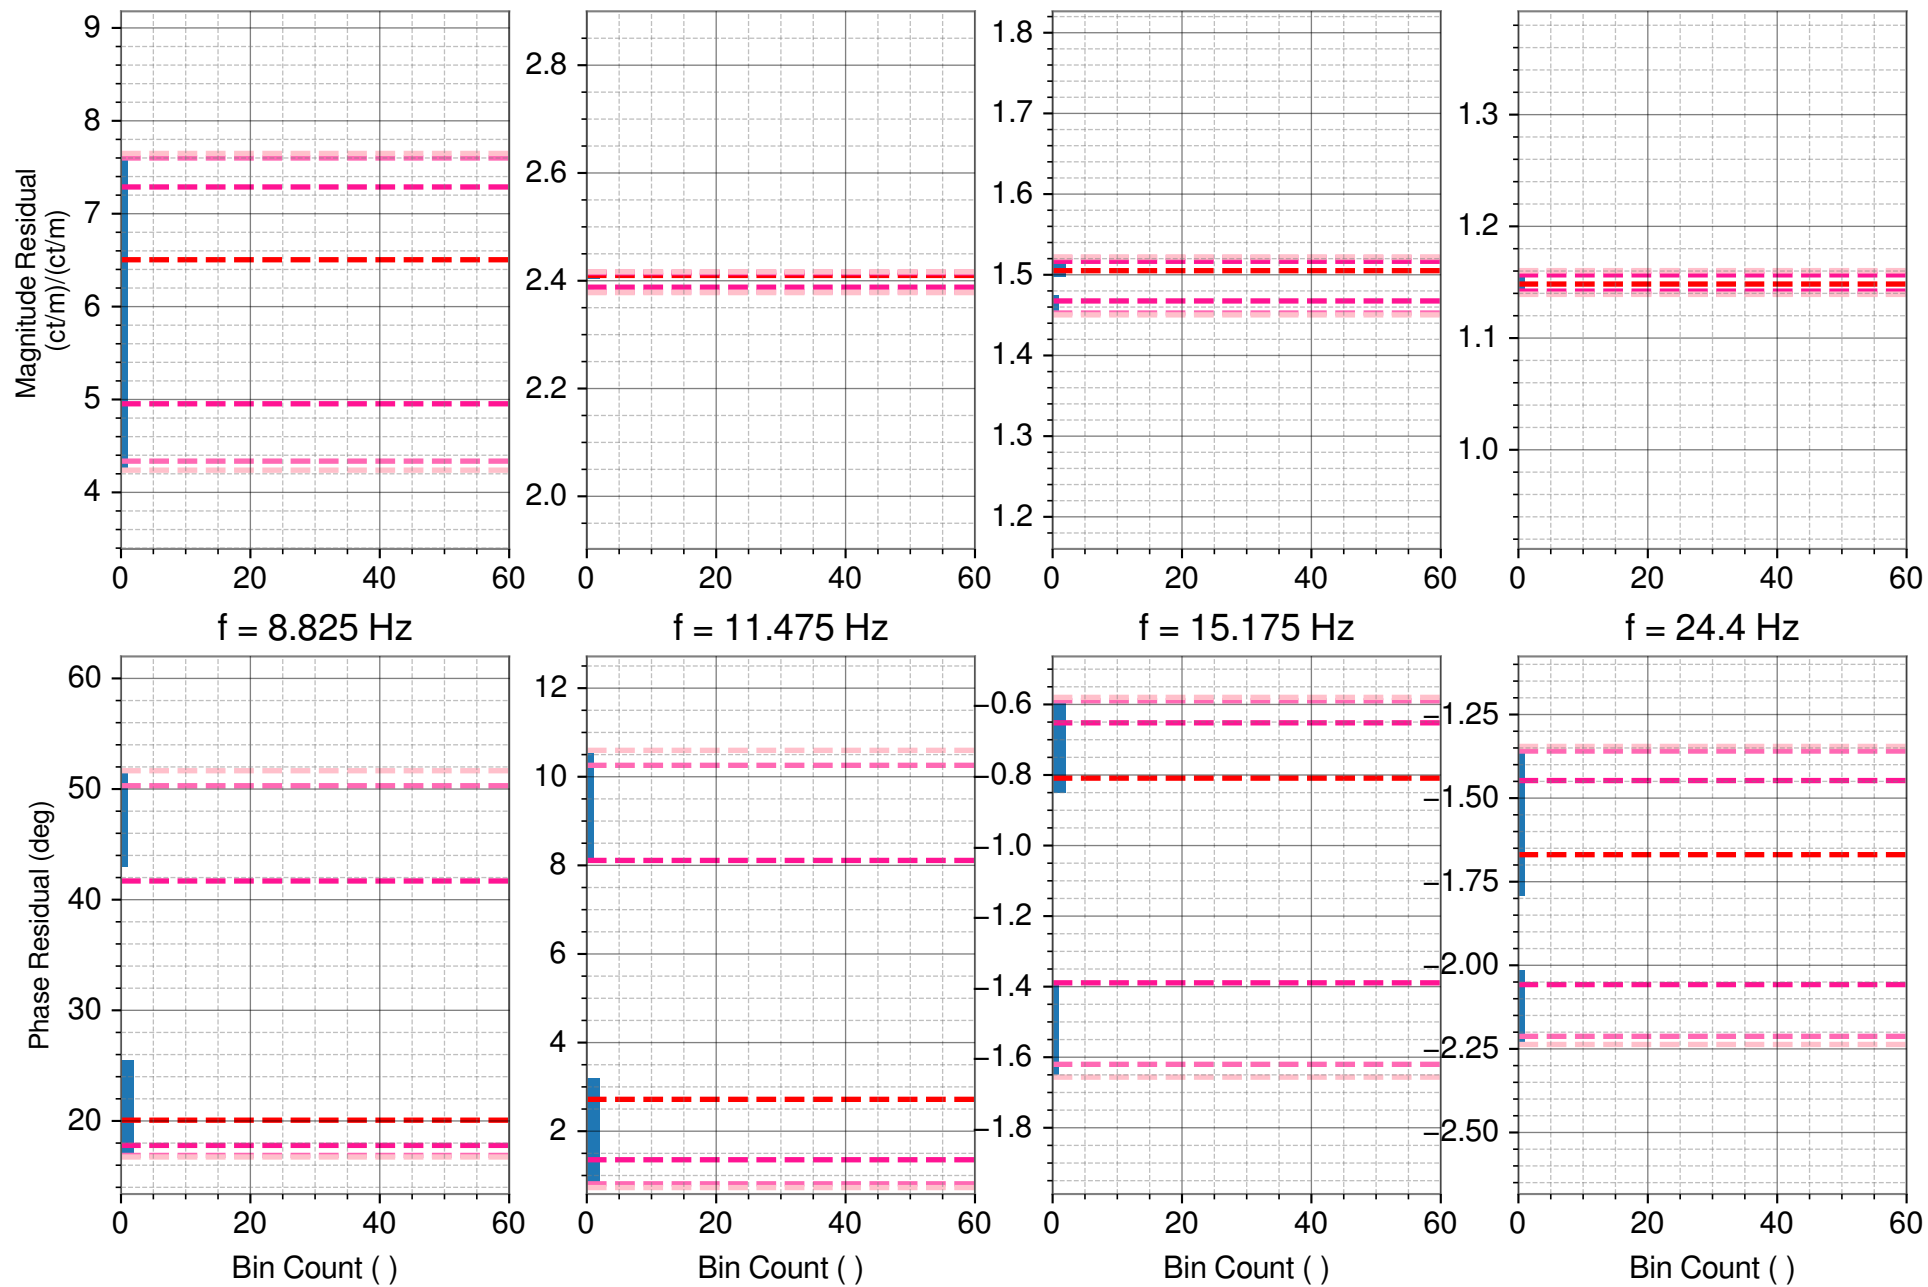 Magnitude Residual
(ct/m)/(ct/m)
9
8
7
6
5
4
0 20 40 60
2.8
2.6
2.4
2.2
2.0
0 20 40 60
1.8
1.7
1.6
1.5
1.4
1.3
1.2
0 20 40 60
1.3
1.2
1.1
1.0
0 20 40 60
f = 8.825 Hz
f = 11.475 Hz
f = 15.175 Hz
f = 24.4 Hz
Phase Residual (deg)
60
50
40
30
20
0 20 40 60
Bin Count ( )
12
10
8
6
4
2
0 20 40 60
Bin Count ( )
−0.6
−0.8
−1.0
−1.2
−1.4
−1.6
−1.8
0 20 40 60
Bin Count ( )
−1.25
−1.50
−1.75
−2.00
−2.25
−2.50
0 20 40 60
Bin Count ( )